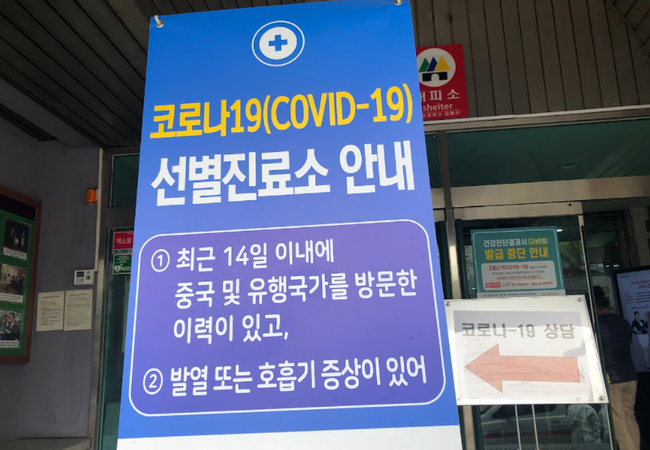 코로나19(COVID-19)
선별진료소 안내
① 최근 14일 이내에
중국 및 유행국가를 방문한
이력이 있고,
② 발열 또는 호흡기 증상이 있어
shelter
건강진단결과서
발급 중단 안내
코로나-19 상담